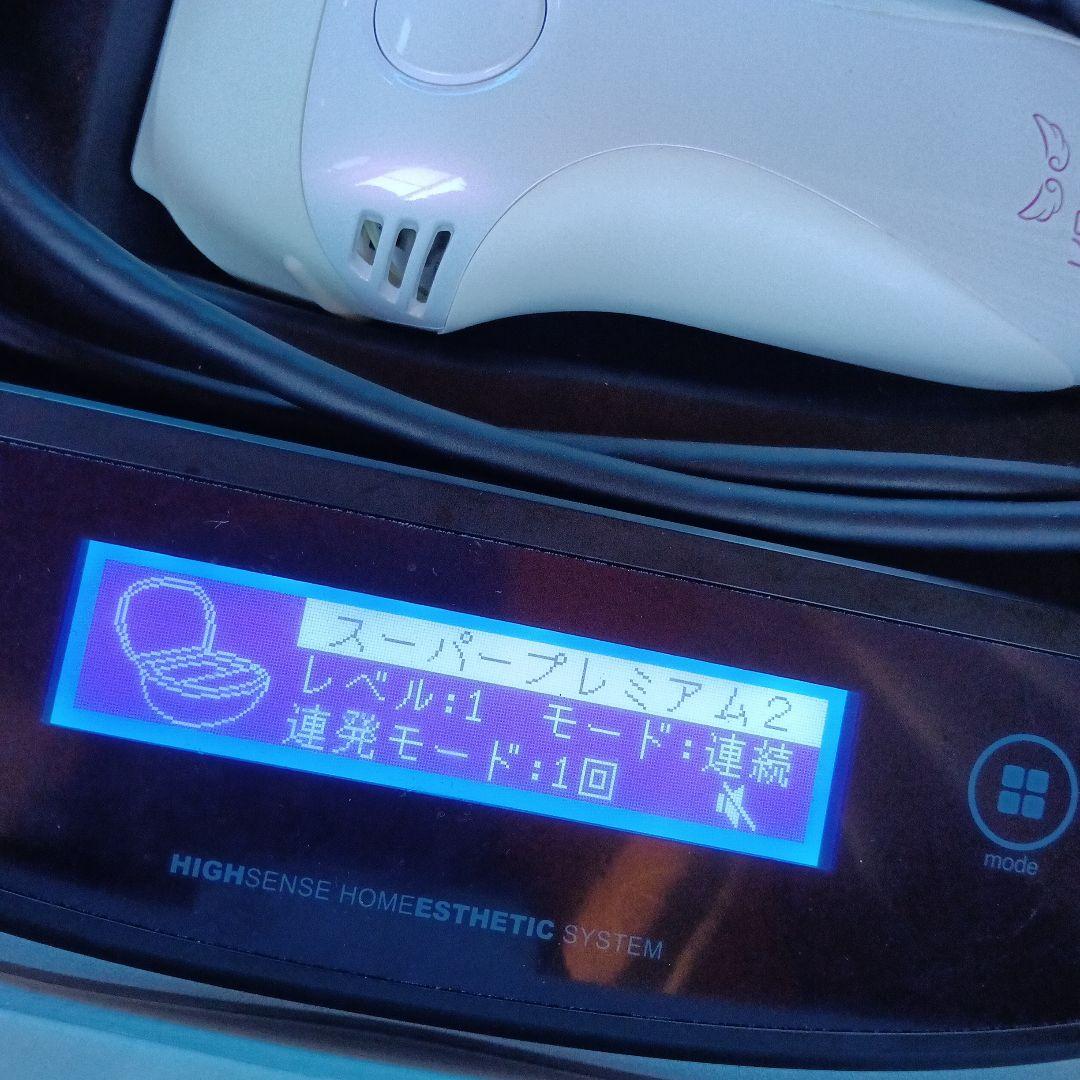 スーパープレミアム2
レベル:1 モード:連続
連発モード:1回
mode
HIGHSENSE HOMEESTHETIC SYSTEM